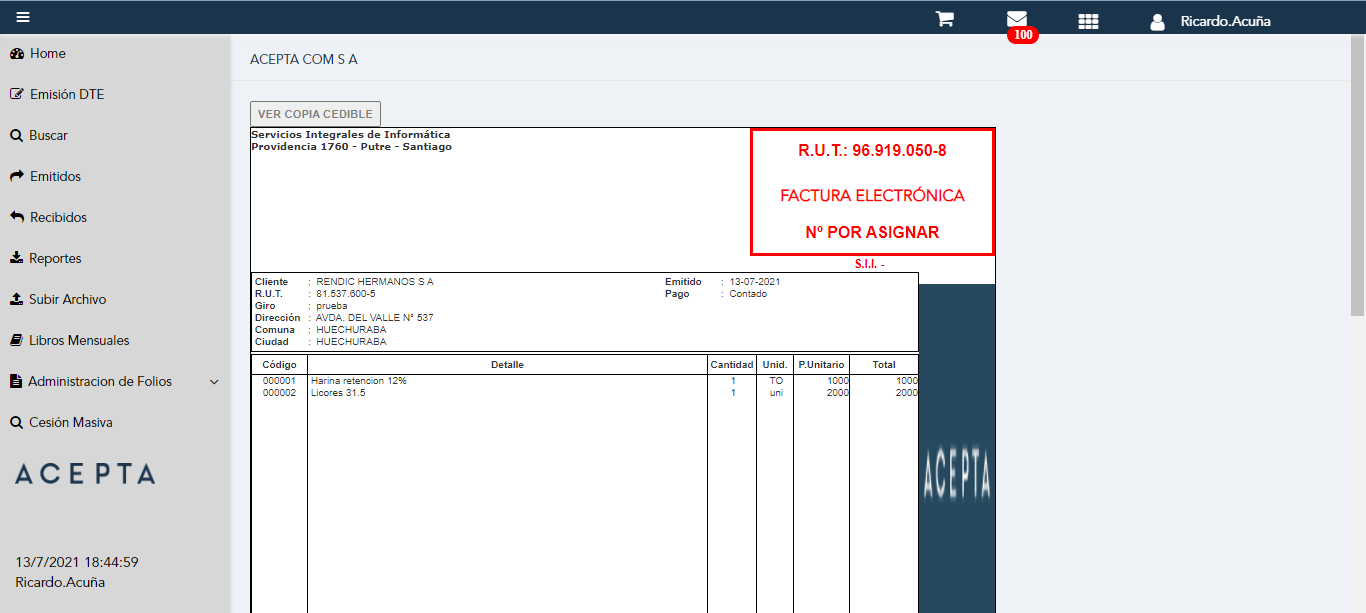 Ricardo.Acuña
100
Home
Emisión DTE
Buscar
Emitidos
Recibidos
Reportes
Subir Archivo
Libros Mensuales
Administracion de Folios
Cesión Masiva
ACEPTA
13/7/2021 18:44:59
Ricardo.Acuña
ACEPTA COM S A
VER COPIA CEDIBLE
Servicios Integrales de Informática
Providencia 1760 - Putre - Santiago
R.U.T.: 96.919.050-8
FACTURA ELECTRÓNICA
Nº POR ASIGNAR
S.I.I. -
Cliente : RENDIC HERMANOS S A Emitido : 13-07-2021
R.U.T. : 81.537.600-5 Pago : Contado
Giro : prueba
Dirección : AVDA. DEL VALLE N° 537
Comuna : HUECHURABA
Ciudad : HUECHURABA
Código Detalle Cantidad Unid. P.Unitario Total
000001 Harina retencion 12% 1 TO 1000 1000
000002 Licores 31.5 1 uni 2000 2000
ACEPTA